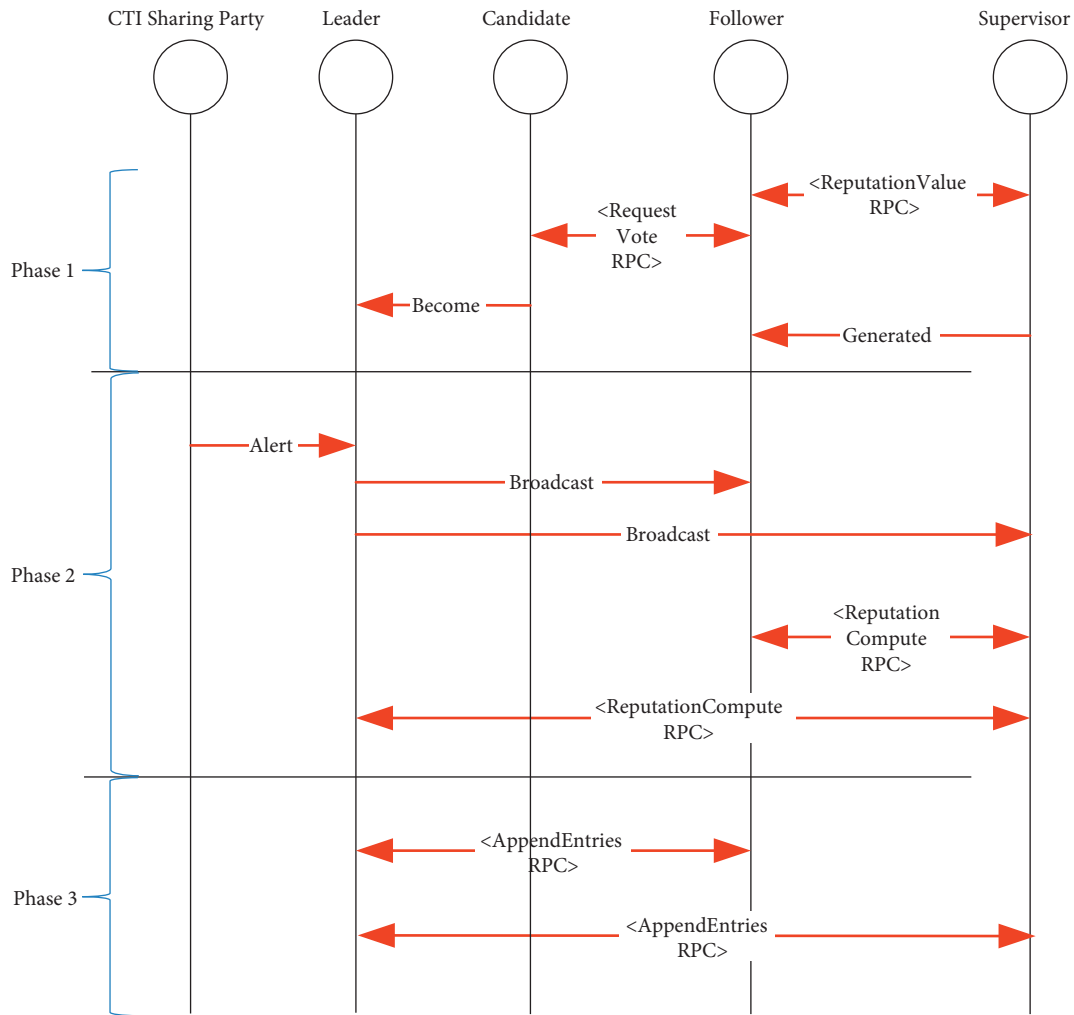 CTI Sharing Party
Leader
Candidate
Follower
Supervisor
<ReputationValue
RPC>
<Request
Vote
RPC>
Phase 1
Become
Generated
Alert
Broadcast
Broadcast
Phase 2
<Reputation
Compute
RPC>
<ReputationCompute
RPC>
<AppendEntries
RPC>
Phase 3
<AppendEntries
RPC>